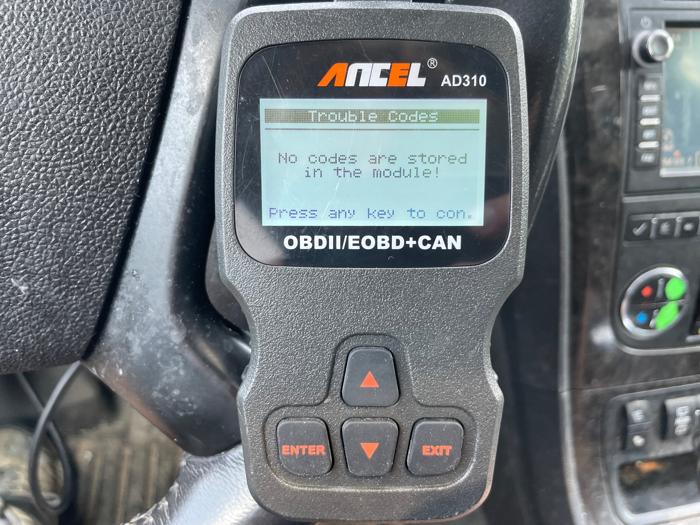 ANCEL®
AD310
Trouble Codes
No codes are stored
in the module!
Press any key to con.
OBDII/EOBD+CAN
ENTER
EXIT